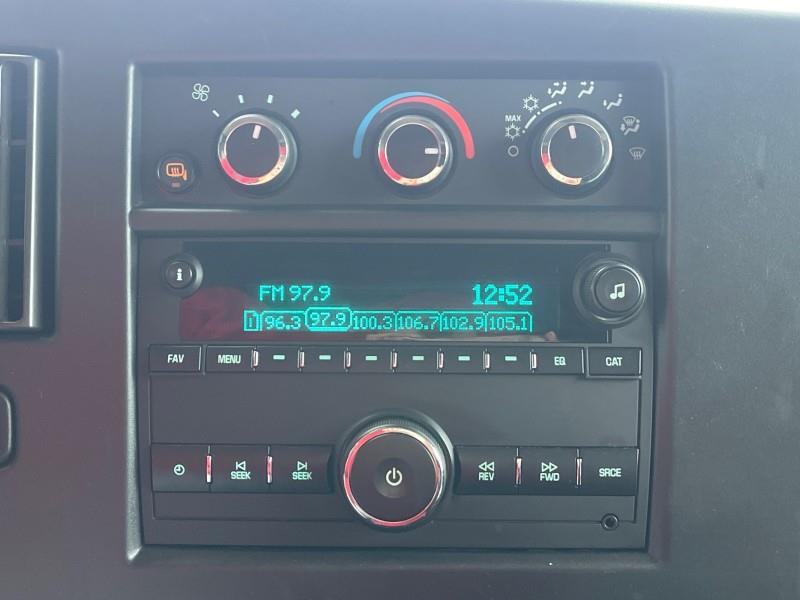 MAX
i
FM 97.9 12:52
1 96.3 97.9 100.3 106.7 102.9 105.1
FAV MENU EQ CAT
SEEK SEEK REV FWD SRCE